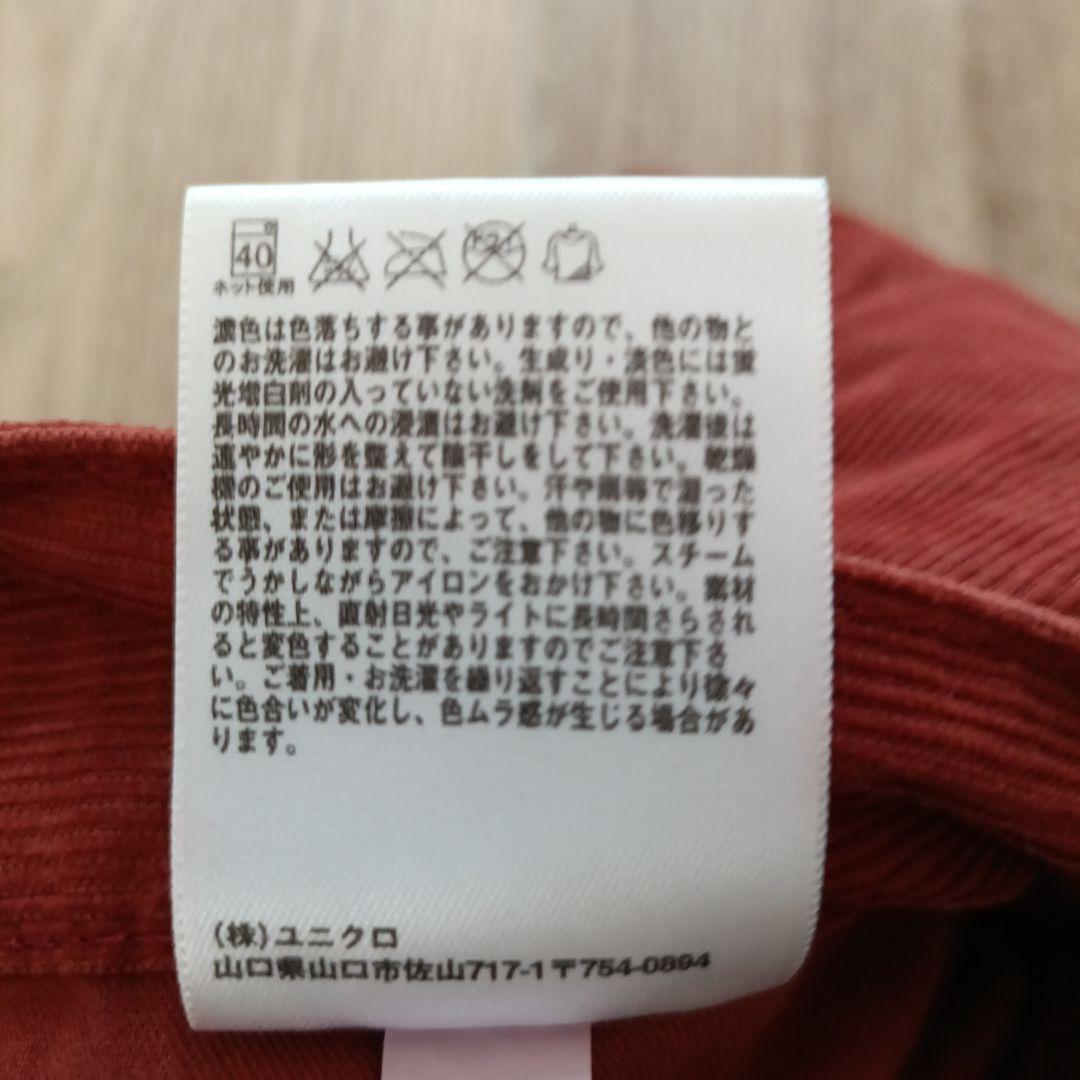 40
ネット使用
ドライ
濃色は色落ちする事がありますので、他の物と
のお洗濯はお避け下さい。生成り・淡色には蛍
光増白剤の入っていない洗剤をご使用下さい。
長時間の水への浸漬はお避け下さい。洗濯後は
速やかに形を整えて陰干しをして下さい。乾燥
機のご使用はお避け下さい。汗や雨等で湿った
状態、または摩擦によって、他の物に色移りす
る事がありますので、ご注意下さい。スチーム
でうかしながらアイロンをおかけ下さい。素材
の特性上、直射日光やライトに長時間さらされ
ると変色することがありますのでご注意下さ
い。ご着用・お洗濯を繰り返すことにより徐々
に色合いが変化し、色ムラ感が生じる場合があ
ります。
(株)ユニクロ
山口県山口市佐山717-1〒754-0894